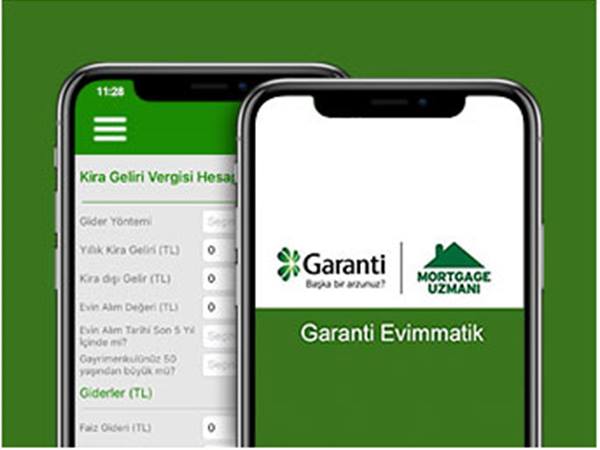 11:28
Kira Geliri Vergisi Hesa
Gider Yöntemi
Yıllık Kira Geliri (TL) 0
Kira dışı Gelir (TL) 0
Evin Alım Değeri (TL) 0
Evin Alım Tarihi Son 5 Yıl
İçinde mi?
Gayrimenkulünüz 50
yaşından büyük mü?
Giderler (TL)
Faiz Gideri (TL) 0
Garanti
Başka bir arzunuz?
MORTGAGE
UZMANI
Garanti Evimmatik